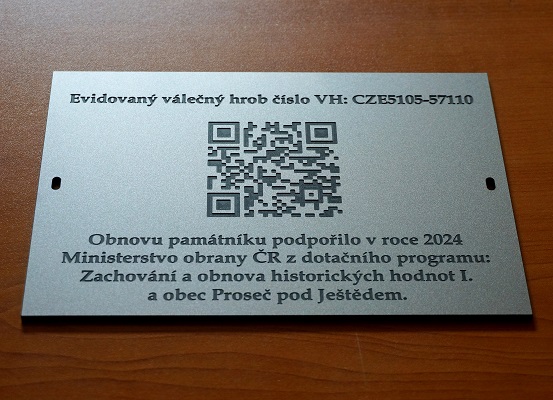 Evidovaný válečný hrob číslo VH: CZE5105-57110
Obnovu památníku podpořilo v roce 2024
Ministerstvo obrany ČR z dotačního programu:
Zachování a obnova historických hodnot I.
a obec Proseč pod Ještědem.